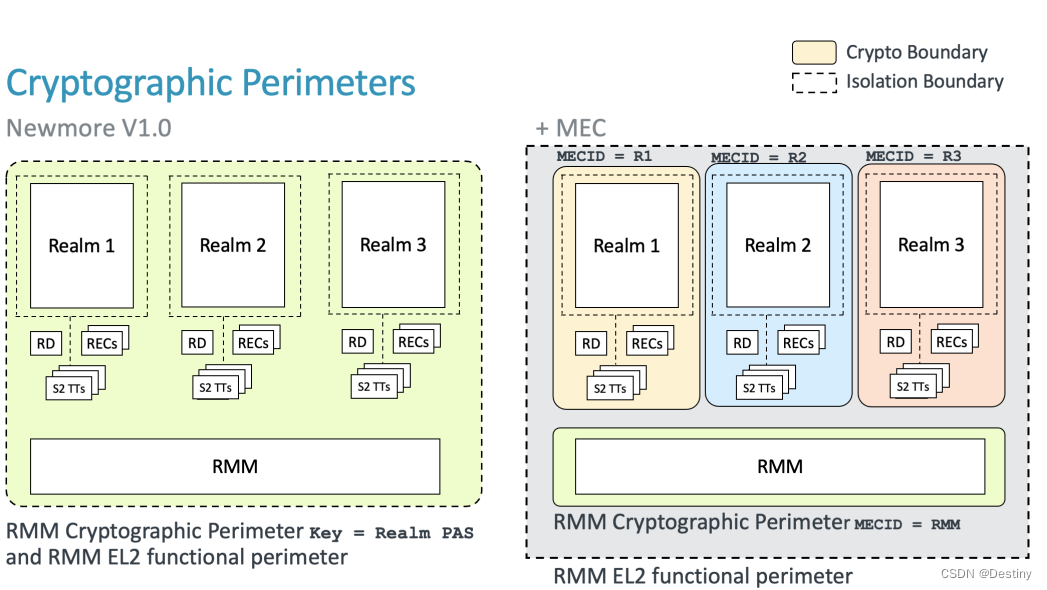 Crypto Boundary
Isolation Boundary
Cryptographic Perimeters
Newmore V1.0
Realm 1
Realm 2
Realm 3
RD
RECs
RD
RECs
RD
RECs
S2 TTs
S2 TTs
S2 TTs
RMM
RMM Cryptographic Perimeter Key = Realm PAS
and RMM EL2 functional perimeter
+ MEC
MECID = R1
MECID = R2
MECID = R3
Realm 1
Realm 2
Realm 3
RD
RECs
RD
RECs
RD
RECs
S2 TTs
S2 TTs
S2 TTs
RMM
RMM Cryptographic Perimeter MECID = RMM
RMM EL2 functional perimeter
CSDN @Destiny